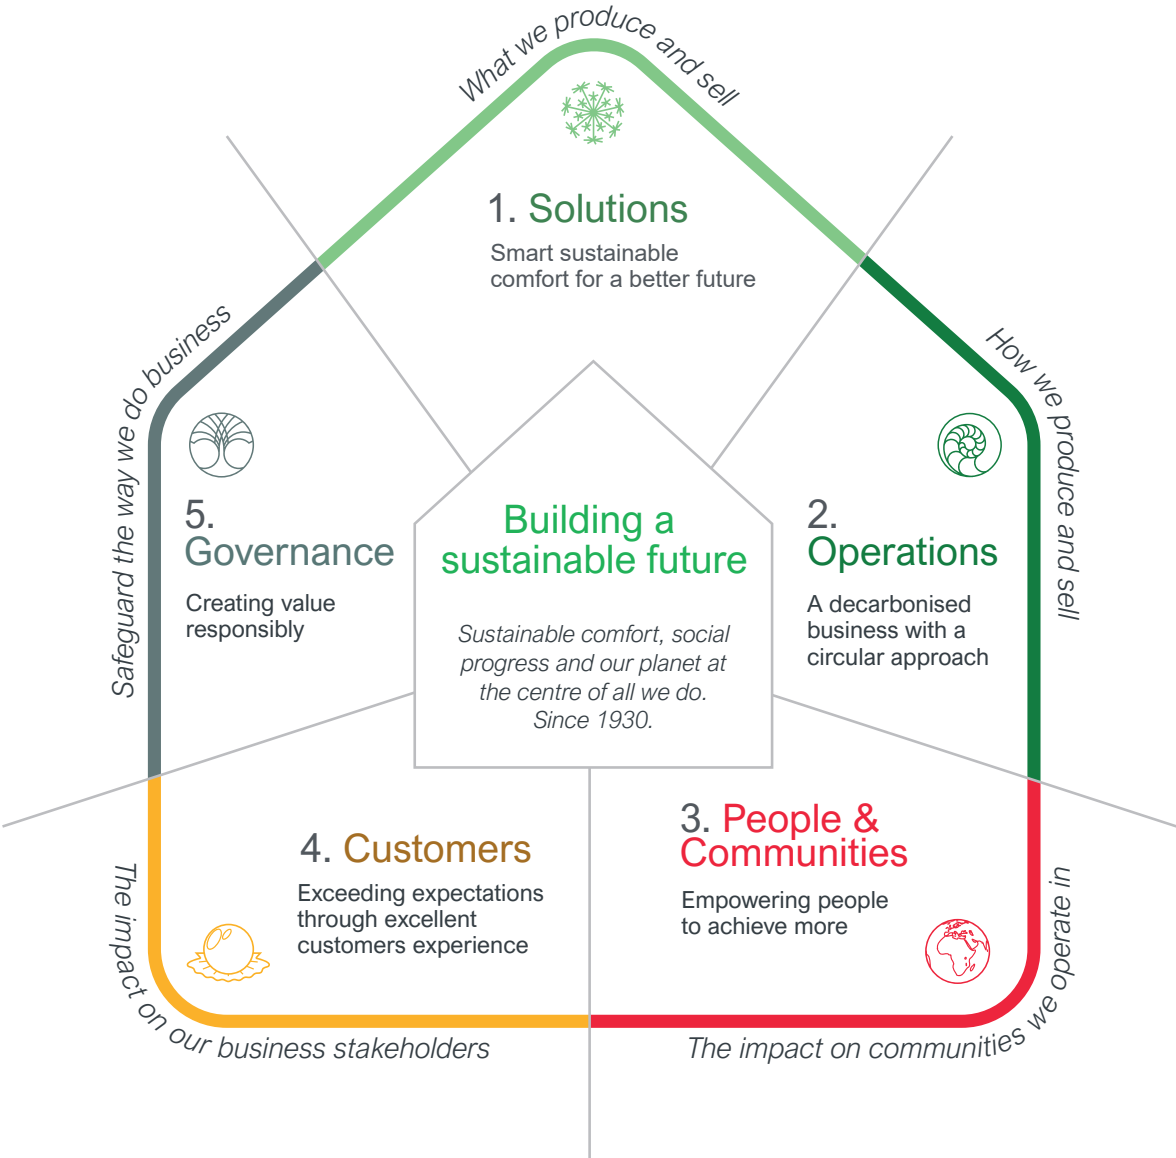 What we produce and sell
1. Solutions
Smart sustainable
comfort for a better future
How we produce and sell
2.
Operations
A decarbonised
business with a
circular approach
Building a
sustainable future
Sustainable comfort, social
progress and our planet at
the centre of all we do.
Since 1930.
Safeguard the way we do business
5.
Governance
Creating value
responsibly
3. People &
Communities
Empowering people
to achieve more
The impact on communities we operate in
4. Customers
Exceeding expectations
through excellent
customers experience
The impact on our business stakeholders